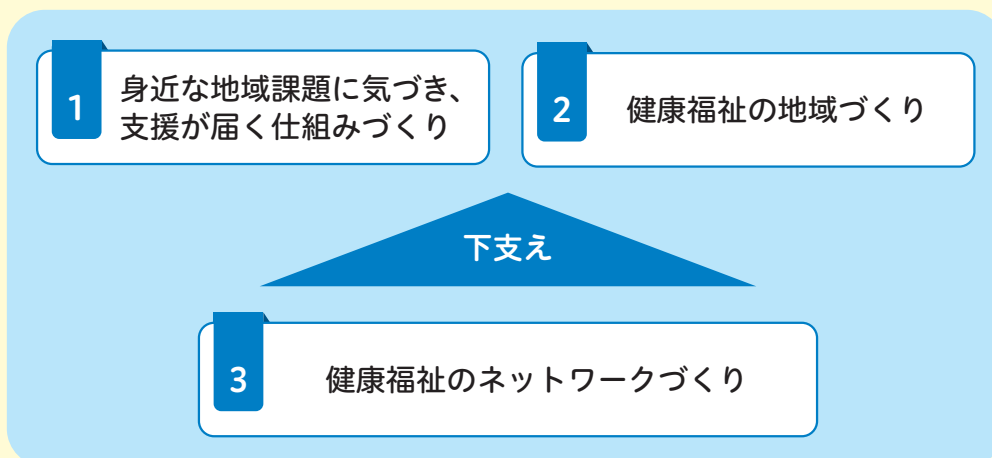 1
身近な地域課題に気づき、
支援が届く仕組みづくり
2
健康福祉の地域づくり
下支え
3
健康福祉のネットワークづくり